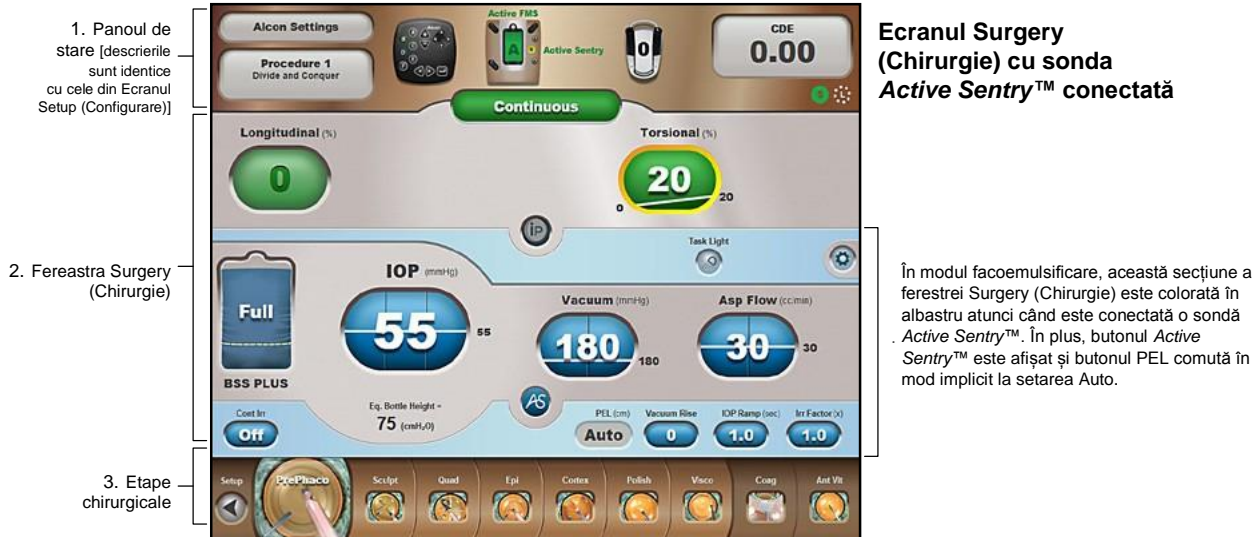 1. Panoul de
stare [descrierile
sunt identice
cu cele din Ecranul
Setup (Configurare)]
2. Fereastra Surgery
(Chirurgie)
3. Etape
chirurgicale
Alcon Settings
Procedure 1
Divide and Conquer
Active FMS
A
Active Sentry
0
CDE
0.00
S
L
Continuous
Longitudinal (%)
0
Torsional (%)
20
0
20
iP
Task Light
Full
BSS PLUS
IOP (mmHg)
55
55
Eq. Bottle Height =
75 (cmH₂O)
Vacuum (mmHg)
180
180
Asp Flow (cc/min)
30
30
AS
Cont Irr
Off
PEL (cm)
Auto
Vacuum Rise
0
IOP Ramp (sec)
1.0
Irr Factor (x)
1.0
Setup
PrePhaco
Sculpt
Quad
Epi
Cortex
Polish
Visco
Coag
Ant Vit
Ecranul Surgery
(Chirurgie) cu sonda
Active Sentry™ conectată
În modul facoemulsificare, această secțiune a
ferestrei Surgery (Chirurgie) este colorată în
albastru atunci când este conectată o sondă
. Active Sentry™. În plus, butonul Active
Sentry™ este afișat și butonul PEL comută în
mod implicit la setarea Auto.